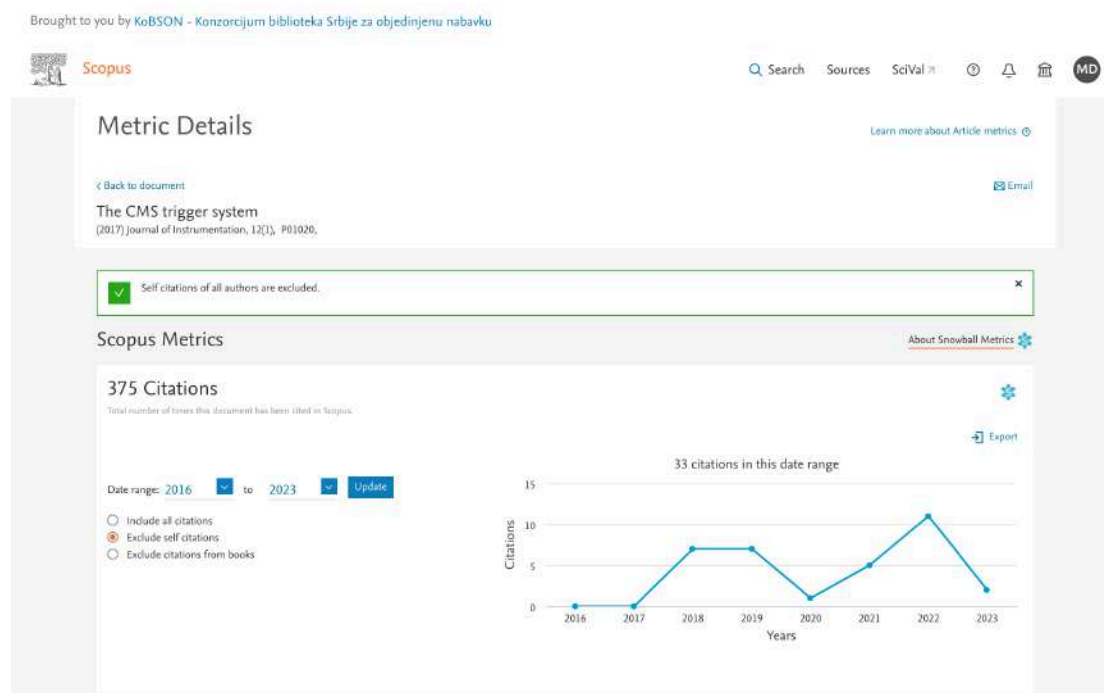 Brought to you by KoBSON - Konzorcijum biblioteka Srbije za objedinjenu nabavku
Scopus
Search Sources SciVal MD
Metric Details
Learn more about Article metrics
Back to document
Email
The CMS trigger system
(2017) Journal of Instrumentation, 12(1), P01020,
Self citations of all authors are excluded.
Scopus Metrics
About Snowball Metrics
375 Citations
Total number of times this document has been cited in Scopus.
Export
33 citations in this date range
Date range: 2016 to 2023 Update
Include all citations
Exclude self citations
Exclude citations from books
15
10
5
0
Citations
2016 2017 2018 2019 2020 2021 2022 2023
Years